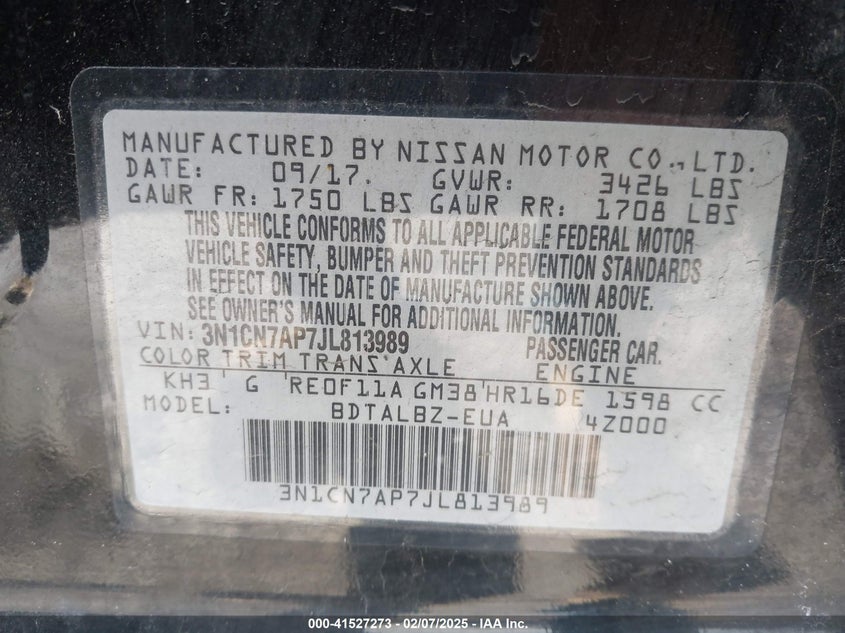 MANUFACTURED BY NISSAN MOTOR CO., LTD.
DATE: 09/17. GVWR: 3426 LBS
GAWR FR: 1750 LBS GAWR RR: 1708 LBS
THIS VEHICLE CONFORMS TO ALL APPLICABLE FEDERAL MOTOR
VEHICLE SAFETY, BUMPER AND THEFT PREVENTION STANDARDS
IN EFFECT ON THE DATE OF MANUFACTURE SHOWN ABOVE.
SEE OWNER'S MANUAL FOR ADDITIONAL INFORMATION.
VIN: 3N1CN7AP7JL813989 PASSENGER CAR.
COLOR TRIM TRANS AXLE ENGINE
KH3 G RE0F11A GM38 HR16DE 1598 CC
MODEL: BDTALBZ-EUA 4Z000
3N1CN7AP7JL813989
000-41527273 — 02/07/2025 — IAA Inc.